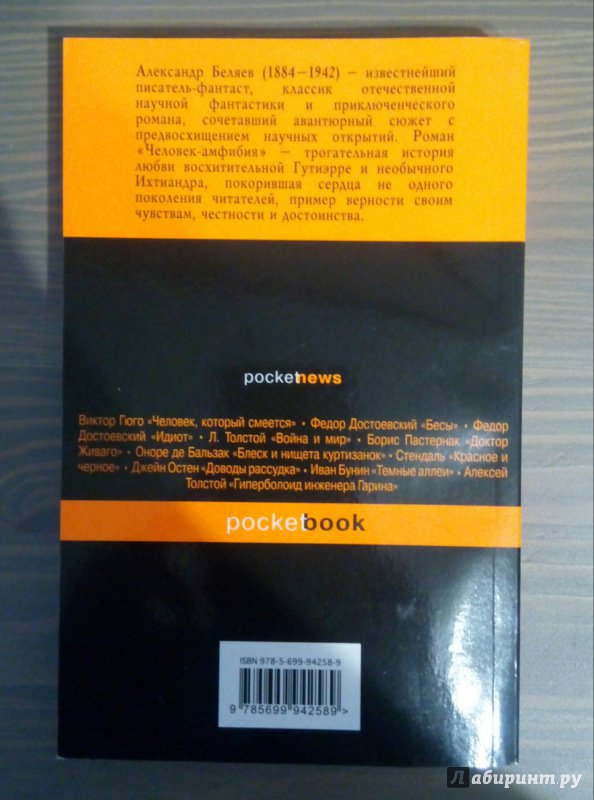 Александр Беляев (1884–1942) – известнейший
писатель-фантаст, классик отечественной
научной фантастики и приключенческого
романа, сочетавший авантюрный сюжет с
предвосхищением научных открытий. Роман
«Человек-амфибия» – трогательная история
любви восхитительной Гутиэрре и необычного
Ихтиандра, покорившая сердца не одного
поколения читателей, пример верности своим
чувствам, честности и достоинства.
pocketnews
Виктор Гюго «Человек, который смеется» · Федор Достоевский «Бесы» · Федор
Достоевский «Идиот» · Л. Толстой «Война и мир» · Борис Пастернак «Доктор
Живаго» · Оноре де Бальзак «Блеск и нищета куртизанок» · Стендаль «Красное и
черное» · Джейн Остен «Доводы рассудка» · Иван Бунин «Темные аллеи» · Алексей
Толстой «Гиперболоид инженера Гарина»
pocketbook
ISBN 978-5-699-94258-9
9 785699 942589>
Лабиринт.ру